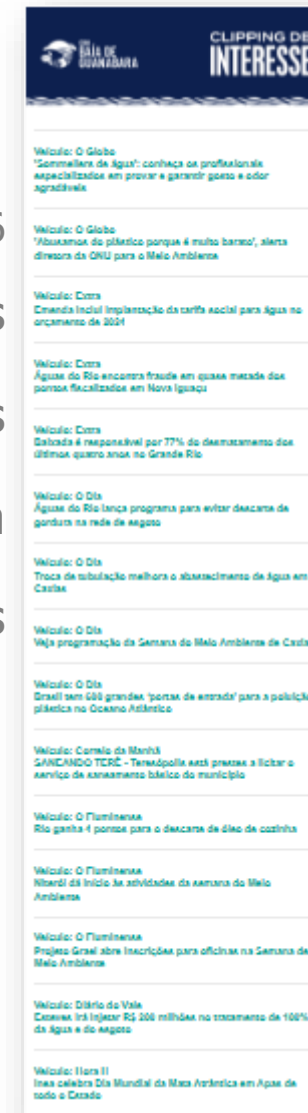 BAÍA DE
GUANABARA
CLIPPING DE
INTERESSE
Veículo: O Globo
'Sommeliers de água': conheça os profissionais
especializados em provar e garantir gosto e odor
agradáveis
Veículo: O Globo
'Abusamos do plástico porque é muito barato', alerta
diretora da ONU para o Meio Ambiente
Veículo: Extra
Emenda inclui implantação da tarifa social para água no
orçamento de 2024
Veículo: Extra
Águas do Rio encontra fraude em quase metade dos
pontos fiscalizados em Nova Iguaçu
Veículo: Extra
Baixada é responsável por 77% do desmatamento dos
últimos quatro anos no Grande Rio
Veículo: O Dia
Águas do Rio lança programa para evitar descarte de
gordura na rede de esgoto
Veículo: O Dia
Troca de tubulação melhora o abastecimento de água em
Caxias
Veículo: O Dia
Veja programação da Semana do Meio Ambiente de Caxias
Veículo: O Dia
Brasil tem 600 grandes 'portas de entrada' para a poluição
plástica no Oceano Atlântico
Veículo: Correio da Manhã
SANEANDO TERÊ - Teresópolis está prestes a licitar o
serviço de saneamento básico do município
Veículo: O Fluminense
Rio ganha 4 pontos para o descarte de óleo de cozinha
Veículo: O Fluminense
Niterói dá início às atividades da semana do Meio
Ambiente
Veículo: O Fluminense
Projeto Grael abre inscrições para oficinas na Semana de
Meio Ambiente
Veículo: Diário do Vale
Esteves irá injetar R$ 200 milhões no tratamento de 100%
da água e do esgoto
Veículo: Hora H
Inea celebra Dia Mundial da Mata Atlântica em Apas de
todo o Estado